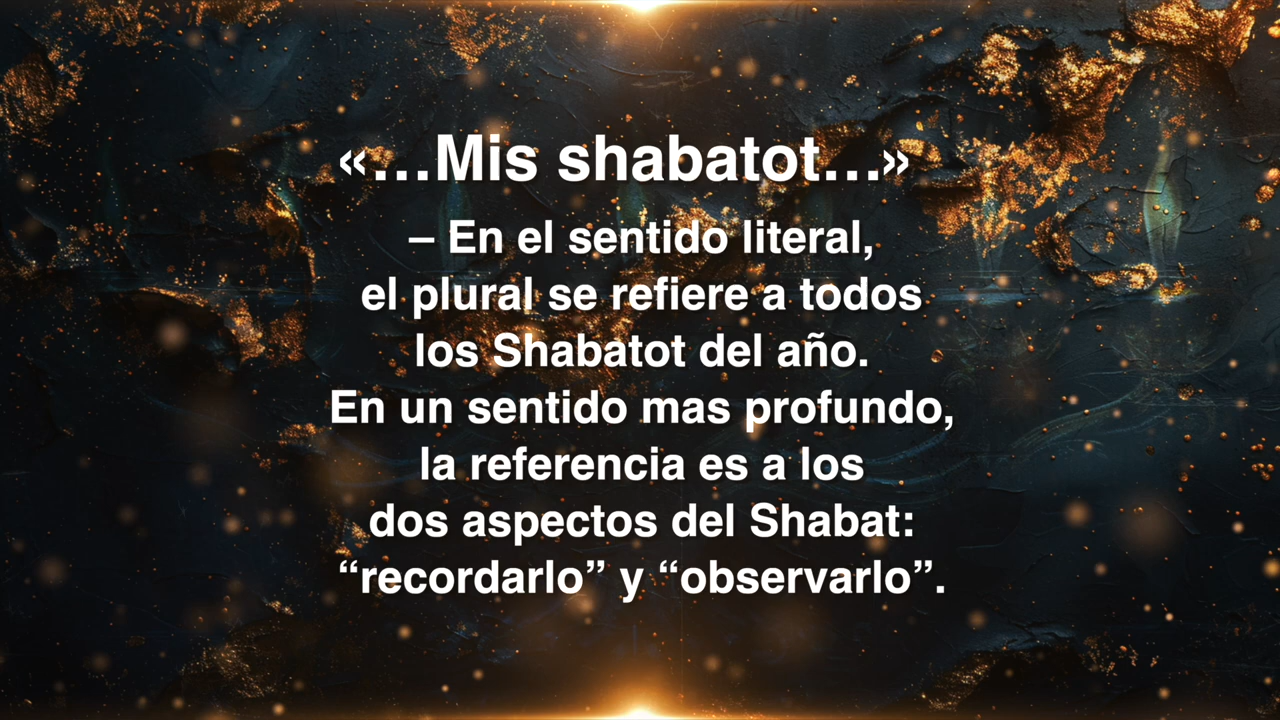 «…Mis shabatot…»
– En el sentido literal,
el plural se refiere a todos
los Shabatot del año.
En un sentido mas profundo,
la referencia es a los
dos aspectos del Shabat:
“recordarlo” y “observarlo”.